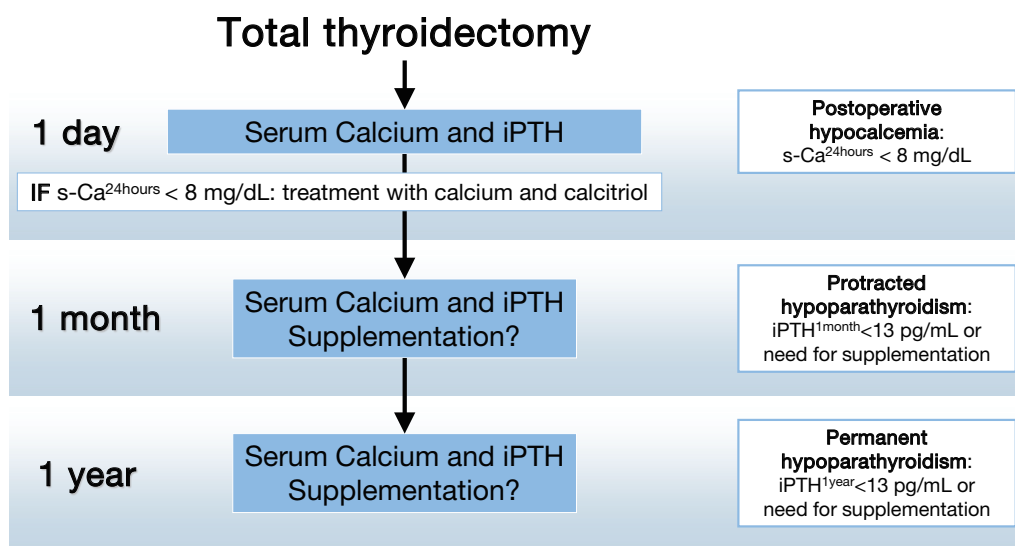 Total thyroidectomy
1 day
Serum Calcium and iPTH
Postoperative
hypocalcemia:
s-Ca24hours < 8 mg/dL
IF s-Ca24hours < 8 mg/dL: treatment with calcium and calcitriol
1 month
Serum Calcium and iPTH
Supplementation?
Protracted
hypoparathyroidism:
iPTH1month<13 pg/mL or
need for supplementation
1 year
Serum Calcium and iPTH
Supplementation?
Permanent
hypoparathyroidism:
iPTH1year<13 pg/mL or
need for supplementation